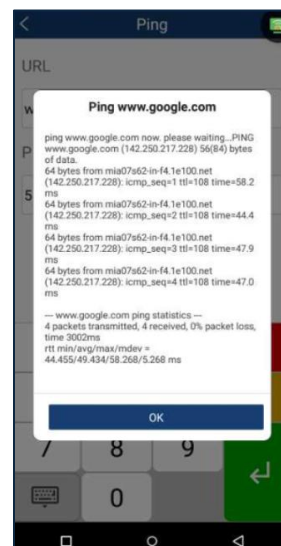 Ping
URL
w
Ping www.google.com
ping www.google.com now. please waiting...PING
www.google.com (142.250.217.228) 56(84) bytes
of data.
64 bytes from mia07s62-in-f4.1e100.net
(142.250.217.228): icmp_seq=1 ttl=108 time=58.2
ms
64 bytes from mia07s62-in-f4.1e100.net
(142.250.217.228): icmp_seq=2 ttl=108 time=44.4
ms
64 bytes from mia07s62-in-f4.1e100.net
(142.250.217.228): icmp_seq=3 ttl=108 time=47.9
ms
64 bytes from mia07s62-in-f4.1e100.net
(142.250.217.228): icmp_seq=4 ttl=108 time=47.0
ms
--- www.google.com ping statistics ---
4 packets transmitted, 4 received, 0% packet loss,
time 3002ms
rtt min/avg/max/mdev =
44.455/49.434/58.268/5.268 ms
P
5
OK
7 8 9
0